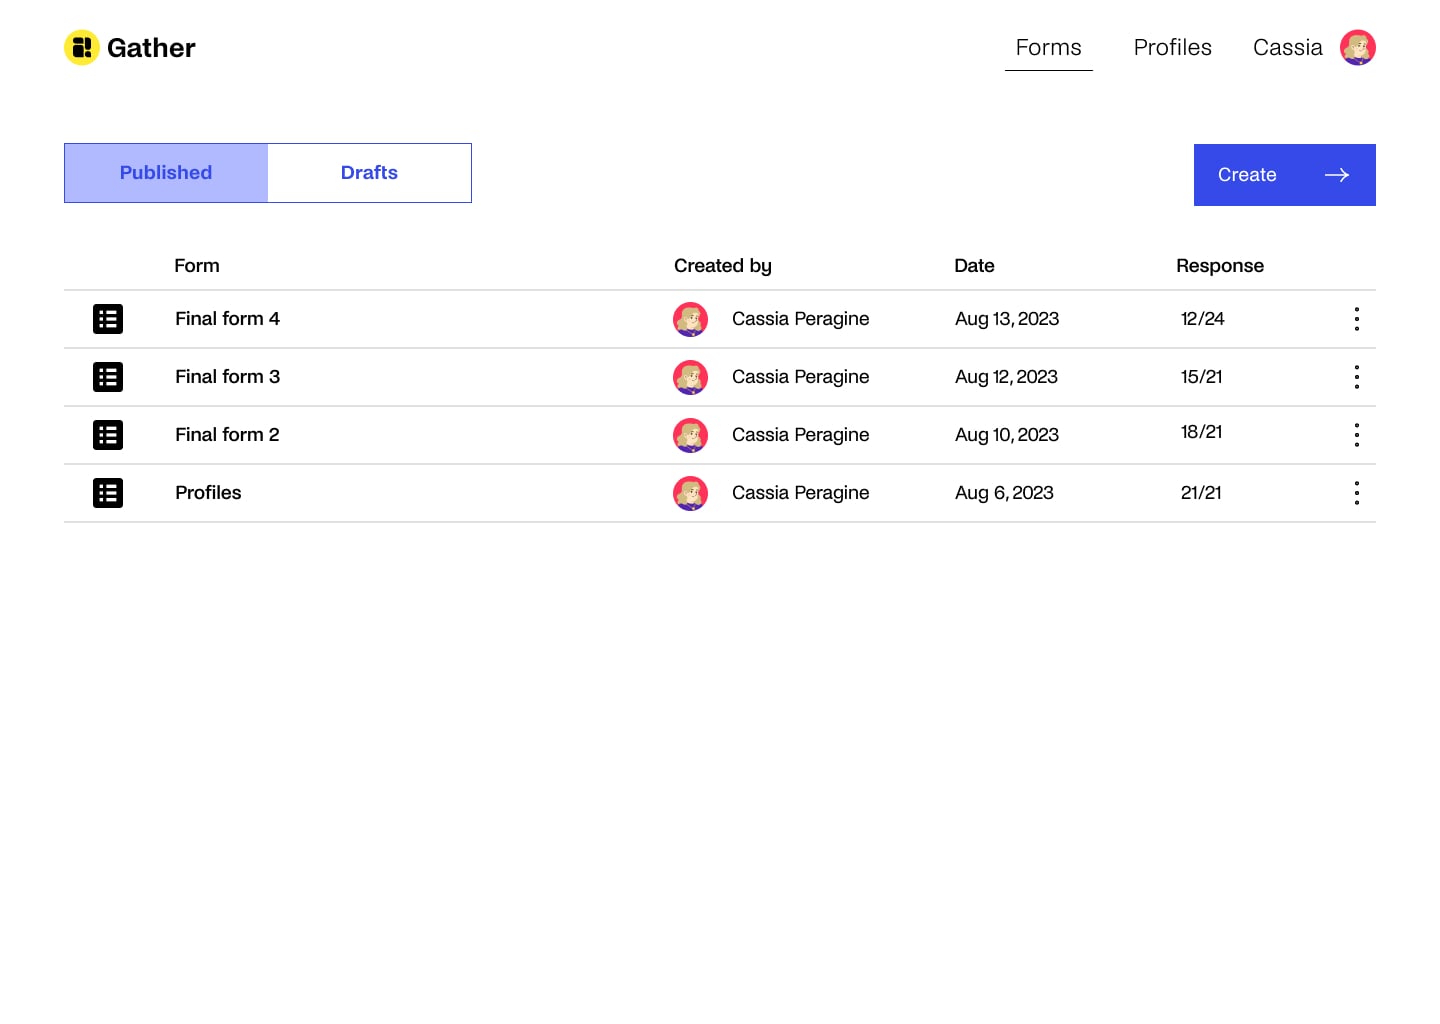 Gather
Forms Profiles Cassia
Published Drafts
Create
Form Created by Date Response
Final form 4 Cassia Peragine Aug 13, 2023 12/24
Final form 3 Cassia Peragine Aug 12, 2023 15/21
Final form 2 Cassia Peragine Aug 10, 2023 18/21
Profiles Cassia Peragine Aug 6, 2023 21/21